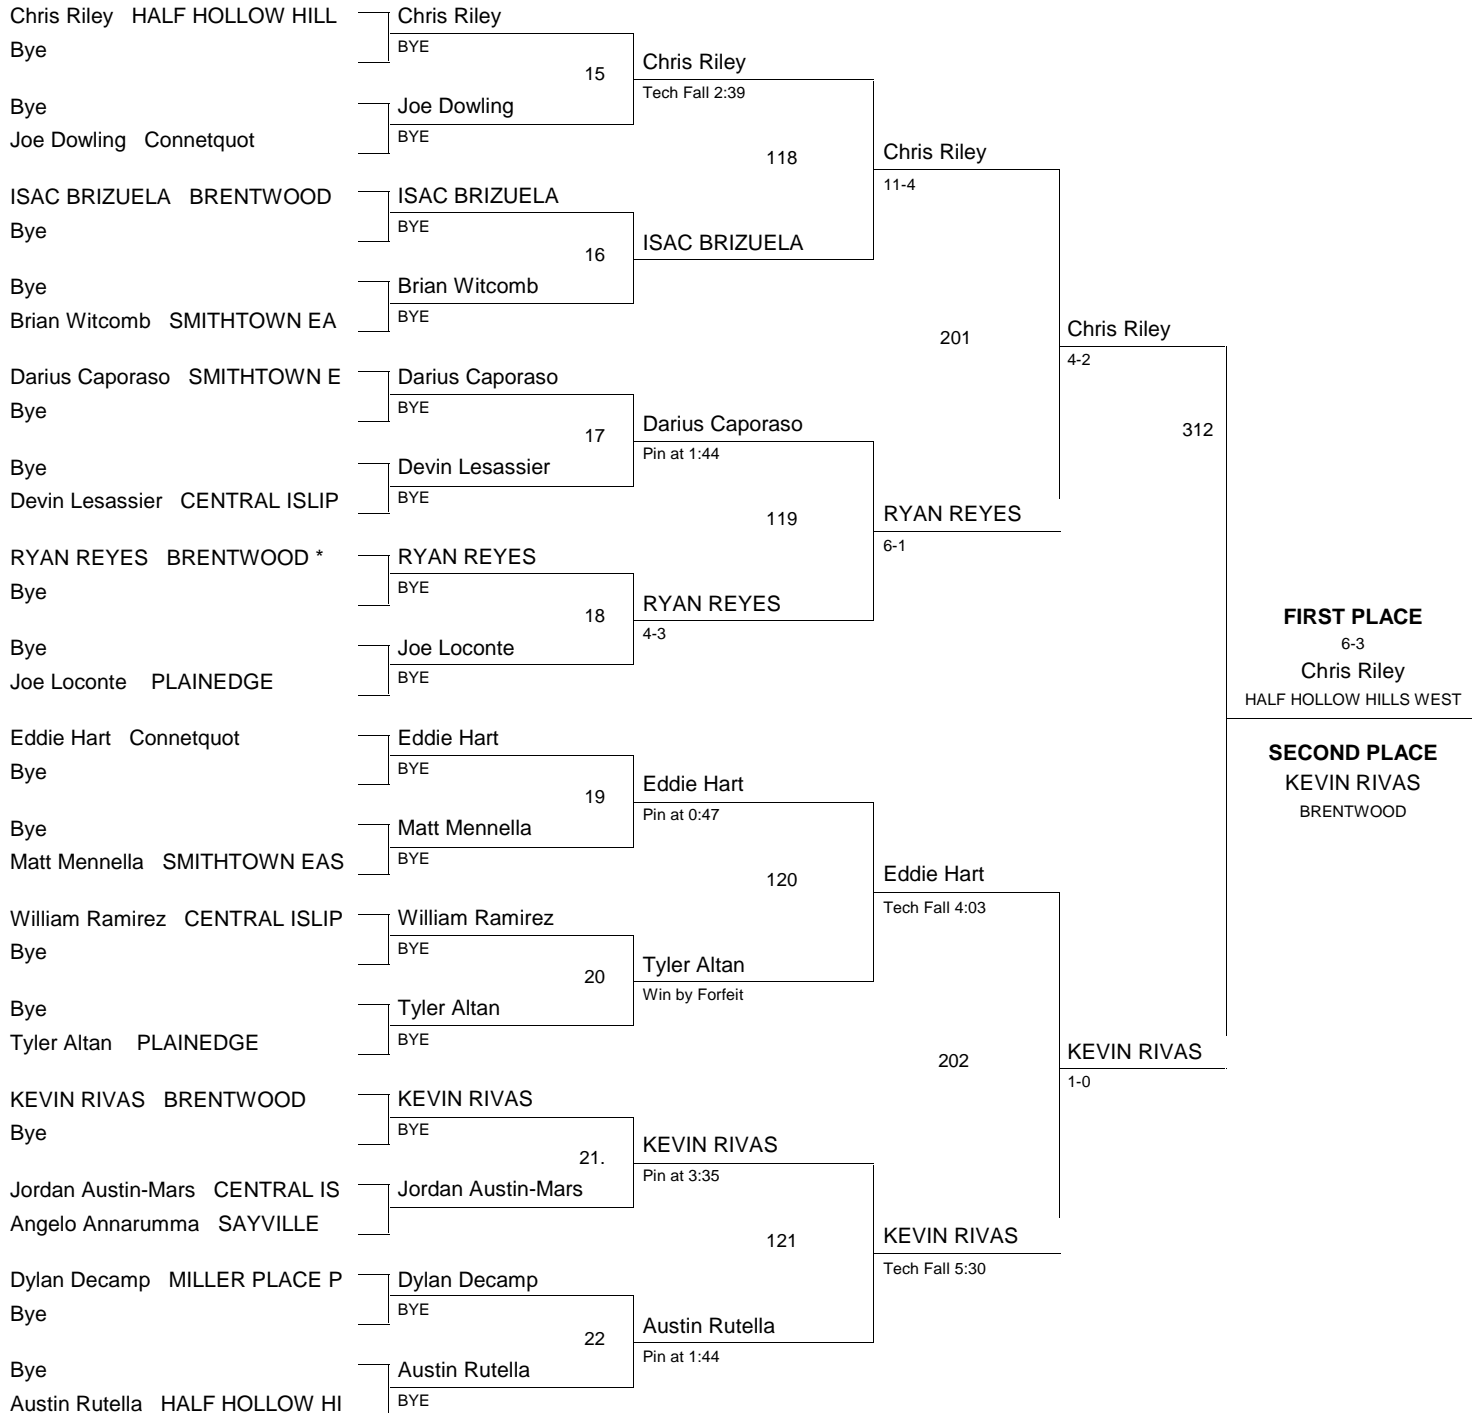 Chris Riley HALF HOLLOW HILL
Bye
Bye
Joe Dowling Connetquot
ISAC BRIZUELA BRENTWOOD
Bye
Bye
Brian Witcomb SMITHTOWN EA
Darius Caporaso SMITHTOWN E
Bye
Bye
Devin Lesassier CENTRAL ISLIP
RYAN REYES BRENTWOOD *
Bye
Bye
Joe Loconte PLAINEDGE
Eddie Hart Connetquot
Bye
Bye
Matt Mennella SMITHTOWN EAS
William Ramirez CENTRAL ISLIP
Bye
Bye
Tyler Altan PLAINEDGE
KEVIN RIVAS BRENTWOOD
Bye
Jordan Austin-Mars CENTRAL IS
Angelo Annarumma SAYVILLE
Dylan Decamp MILLER PLACE P
Bye
Bye
Austin Rutella HALF HOLLOW HI
Chris Riley
BYE
15
Joe Dowling
BYE
ISAC BRIZUELA
BYE
16
Brian Witcomb
BYE
Darius Caporaso
BYE
17
Devin Lesassier
BYE
RYAN REYES
BYE
18
Joe Loconte
BYE
Eddie Hart
BYE
19
Matt Mennella
BYE
William Ramirez
BYE
20
Tyler Altan
BYE
KEVIN RIVAS
BYE
21.
Jordan Austin-Mars
Dylan Decamp
BYE
22
Austin Rutella
BYE
Chris Riley
Tech Fall 2:39
118
ISAC BRIZUELA
Darius Caporaso
Pin at 1:44
119
RYAN REYES
4-3
Eddie Hart
Pin at 0:47
120
Tyler Altan
Win by Forfeit
KEVIN RIVAS
Pin at 3:35
121
Austin Rutella
Pin at 1:44
Chris Riley
11-4
201
RYAN REYES
6-1
Eddie Hart
Tech Fall 4:03
202
KEVIN RIVAS
Tech Fall 5:30
Chris Riley
4-2
312
KEVIN RIVAS
1-0
FIRST PLACE
6-3
Chris Riley
HALF HOLLOW HILLS WEST
SECOND PLACE
KEVIN RIVAS
BRENTWOOD